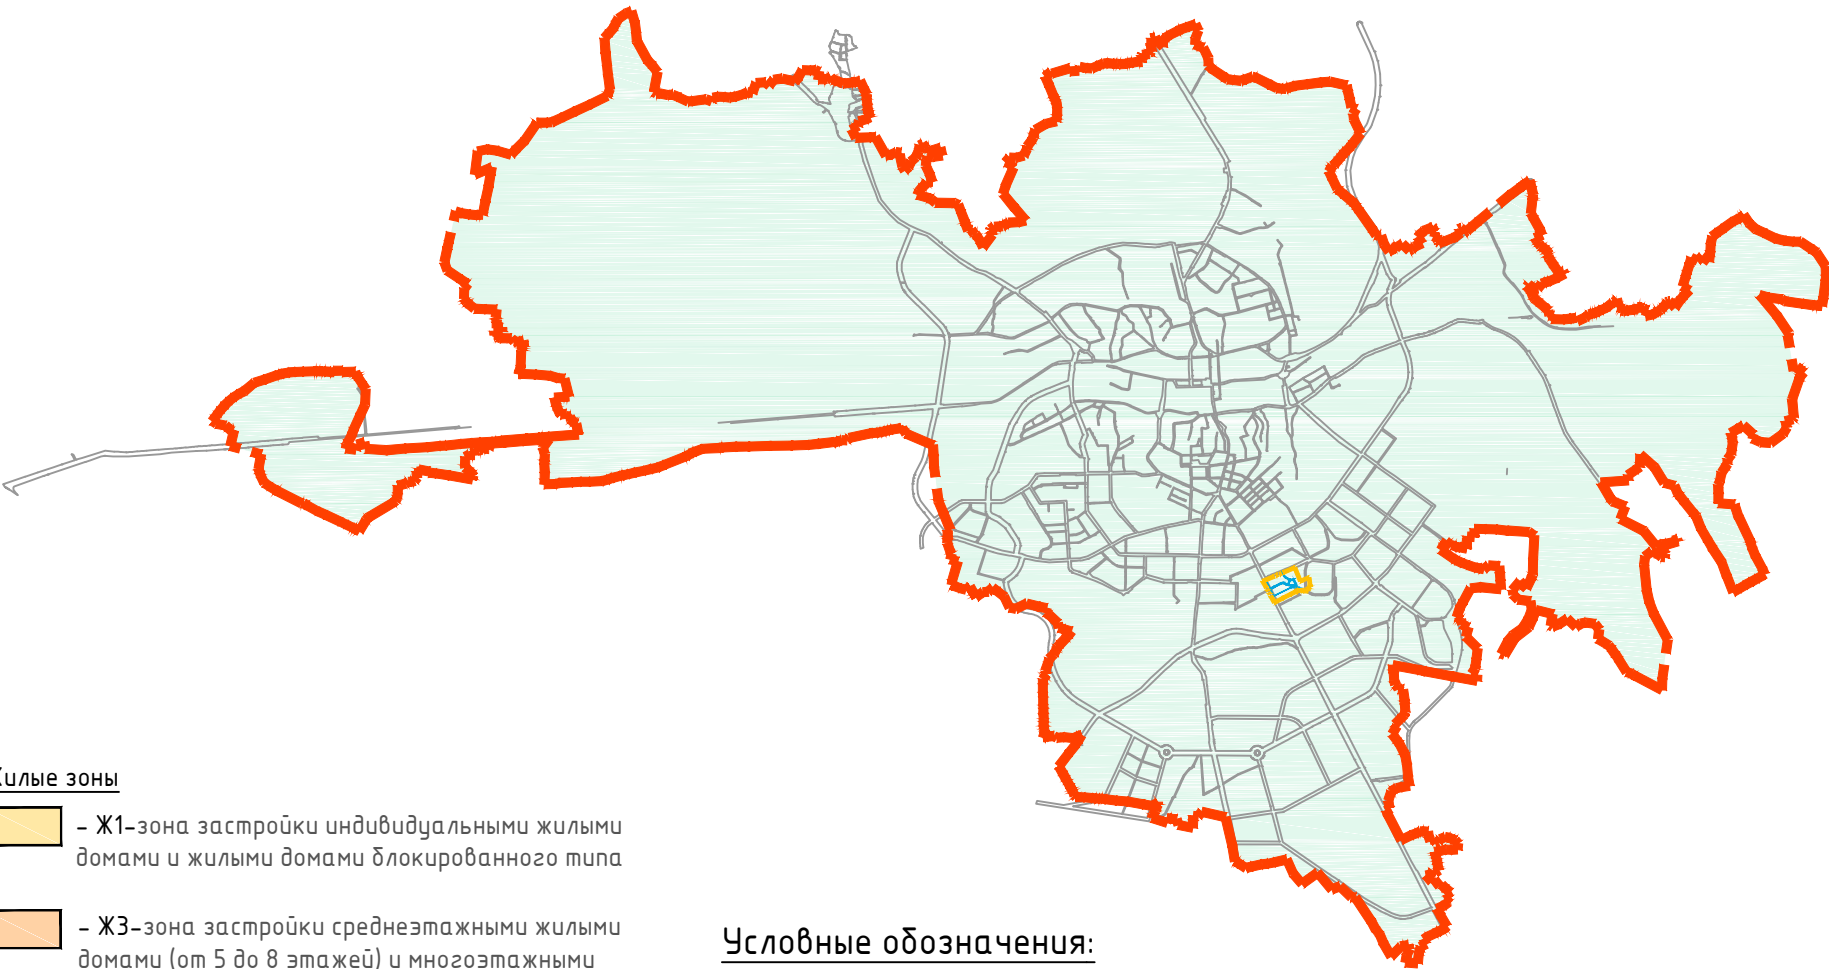 Жилые зоны
- Ж1-зона застройки индивидуальными жилыми
домами и жилыми домами блокированного типа
- Ж3-зона застройки среднеэтажными жилыми
домами (от 5 до 8 этажей) и многоэтажными
Условные обозначения: